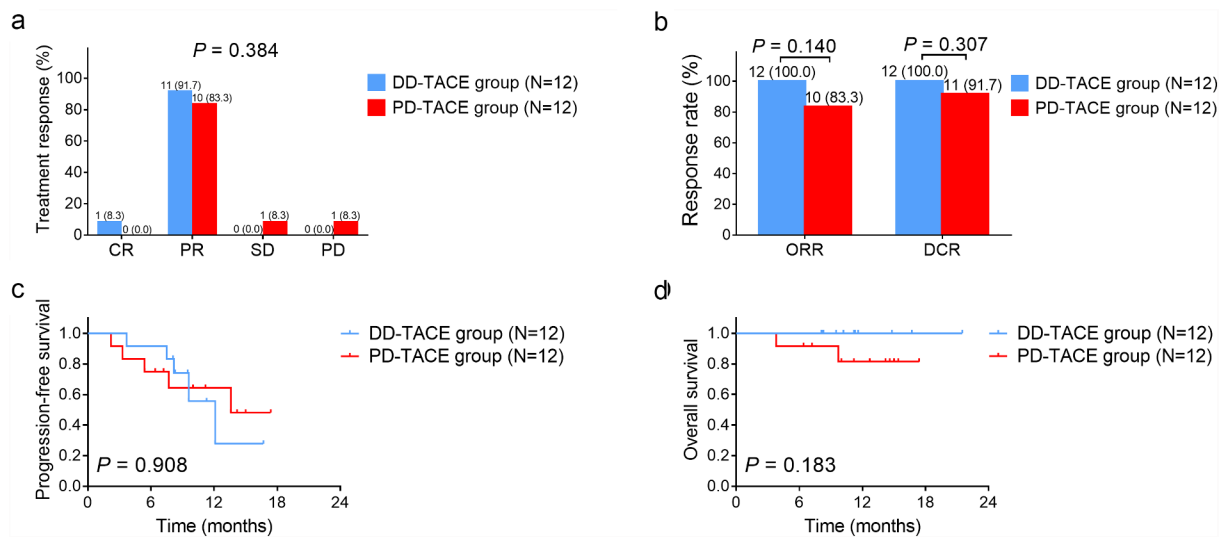 a
P = 0.384
Treatment response (%)
100
80
60
40
20
0
1 (8.3)
0 (0.0)
11 (91.7)
10 (83.3)
0 (0.0)
1 (8.3)
0 (0.0)
1 (8.3)
CR
PR
SD
PD
DD-TACE group (N=12)
PD-TACE group (N=12)
b
P = 0.140
P = 0.307
Response rate (%)
100
80
60
40
20
0
12 (100.0)
10 (83.3)
12 (100.0)
11 (91.7)
ORR
DCR
DD-TACE group (N=12)
PD-TACE group (N=12)
c
Progression-free survival
1.0
0.8
0.6
0.4
0.2
0.0
P = 0.908
0
6
12
18
24
Time (months)
DD-TACE group (N=12)
PD-TACE group (N=12)
d
Overall survival
1.0
0.8
0.6
0.4
0.2
0.0
P = 0.183
0
6
12
18
24
Time (months)
DD-TACE group (N=12)
PD-TACE group (N=12)